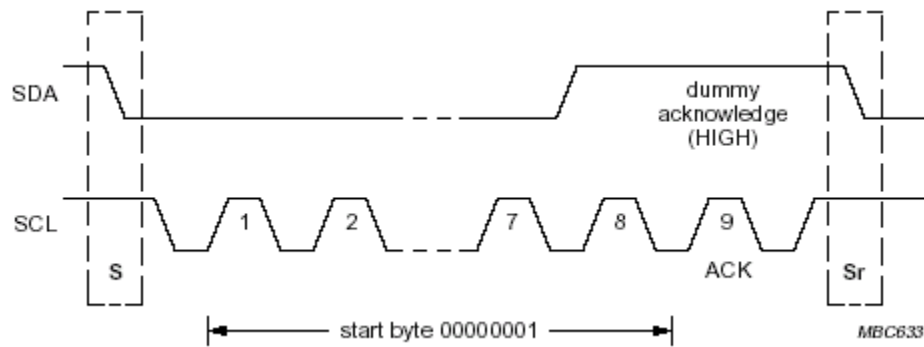 SDA
dummy
acknowledge
(HIGH)
SCL
1
2
7
8
9
S
ACK
Sr
start byte 00000001
MBC633